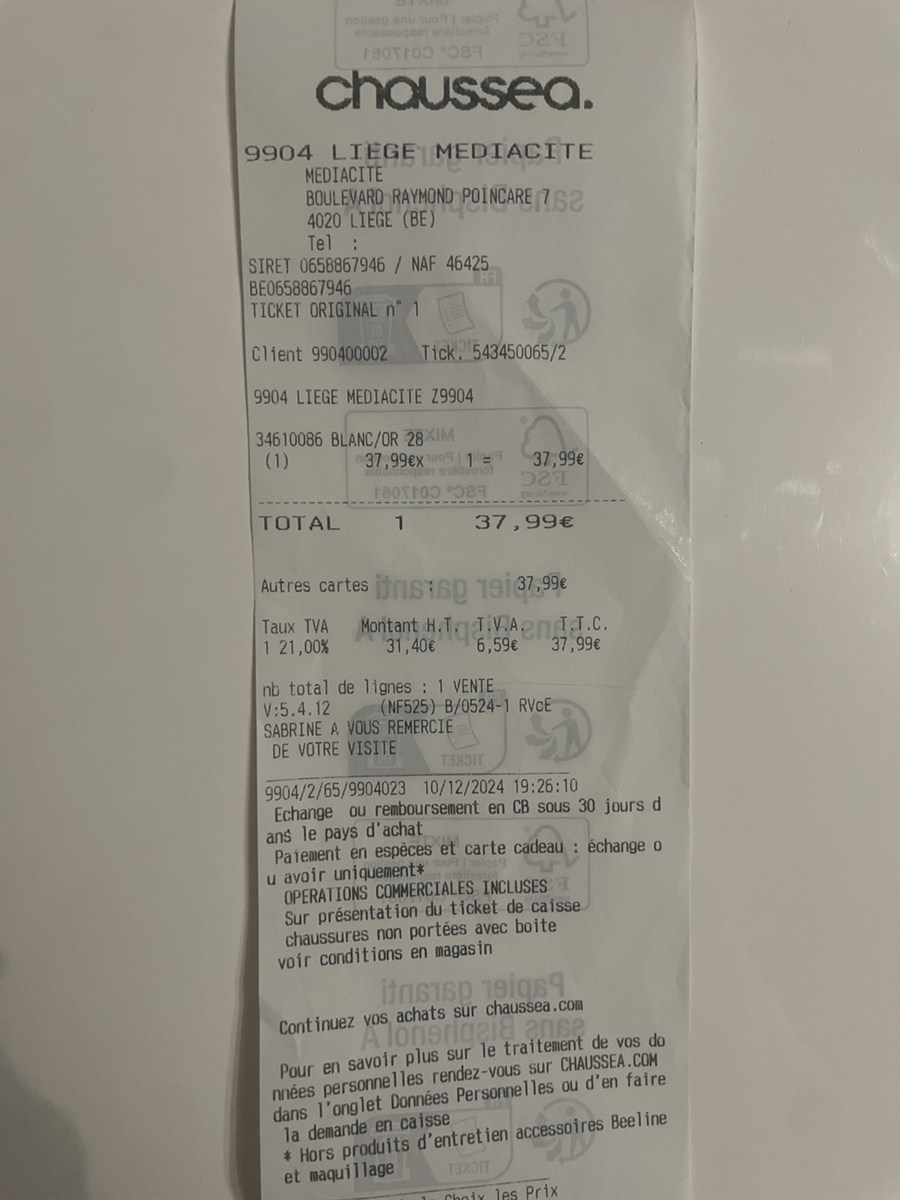 chaussea.
9904 LIEGE MEDIACITE
MEDIACITE
BOULEVARD RAYMOND POINCARE 7
4020 LIEGE (BE)
Tel :
SIRET 0658867946 / NAF 46425
BE0658867946
TICKET ORIGINAL n° 1
Client 990400002 Tick. 543450065/2
9904 LIEGE MEDIACITE Z9904
34610086 BLANC/OR 28
(1) 37,99€x 1 = 37,99€
TOTAL 1 37,99€
Autres cartes : 37,99€
Taux TVA Montant H.T. T.V.A. T.T.C.
1 21,00% 31,40€ 6,59€ 37,99€
nb total de lignes : 1 VENTE
V:5.4.12 (NF525) B/0524-1 RVcE
SABRINE A VOUS REMERCIE
DE VOTRE VISITE
9904/2/65/9904023 10/12/2024 19:26:10
Echange ou remboursement en CB sous 30 jours d
ans le pays d'achat
Paiement en espèces et carte cadeau : échange o
u avoir uniquement*
OPERATIONS COMMERCIALES INCLUSES
Sur présentation du ticket de caisse
chaussures non portées avec boite
voir conditions en magasin
Continuez vos achats sur chaussea.com
Pour en savoir plus sur le traitement de vos do
nnées personnelles rendez-vous sur CHAUSSEA.COM
dans l'onglet Données Personnelles ou d'en faire
la demande en caisse
* Hors produits d'entretien accessoires Beeline
et maquillage
Choix les Prix